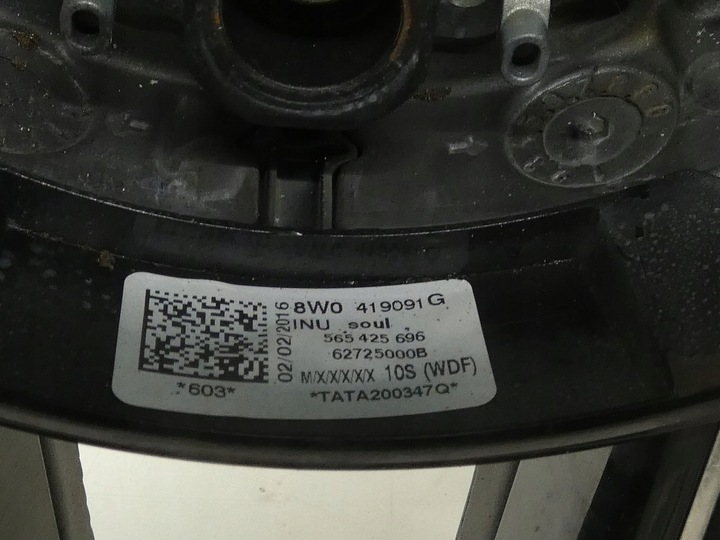 8W0 419091 G
INU soul
565 425 696
62725000B
M/X/X/X/X 10S (WDF)
*TATA200347Q*
02/02/2016
*603*